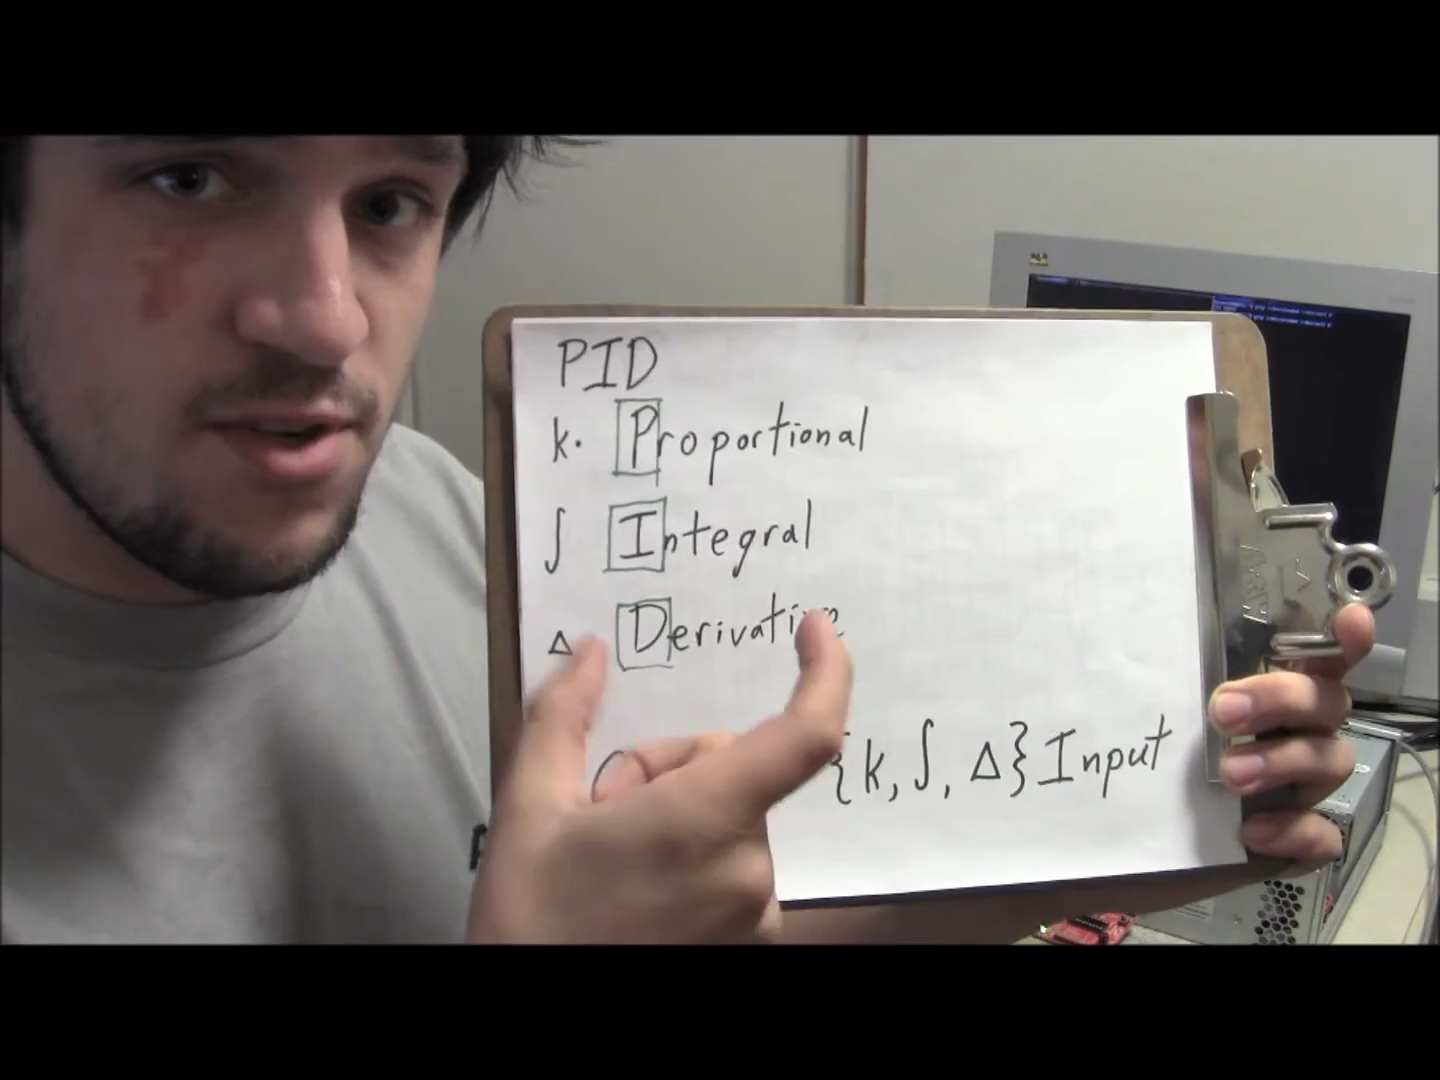 PID
k· Proportional
∫ Integral
Δ Derivative
{k, ∫, Δ} Input